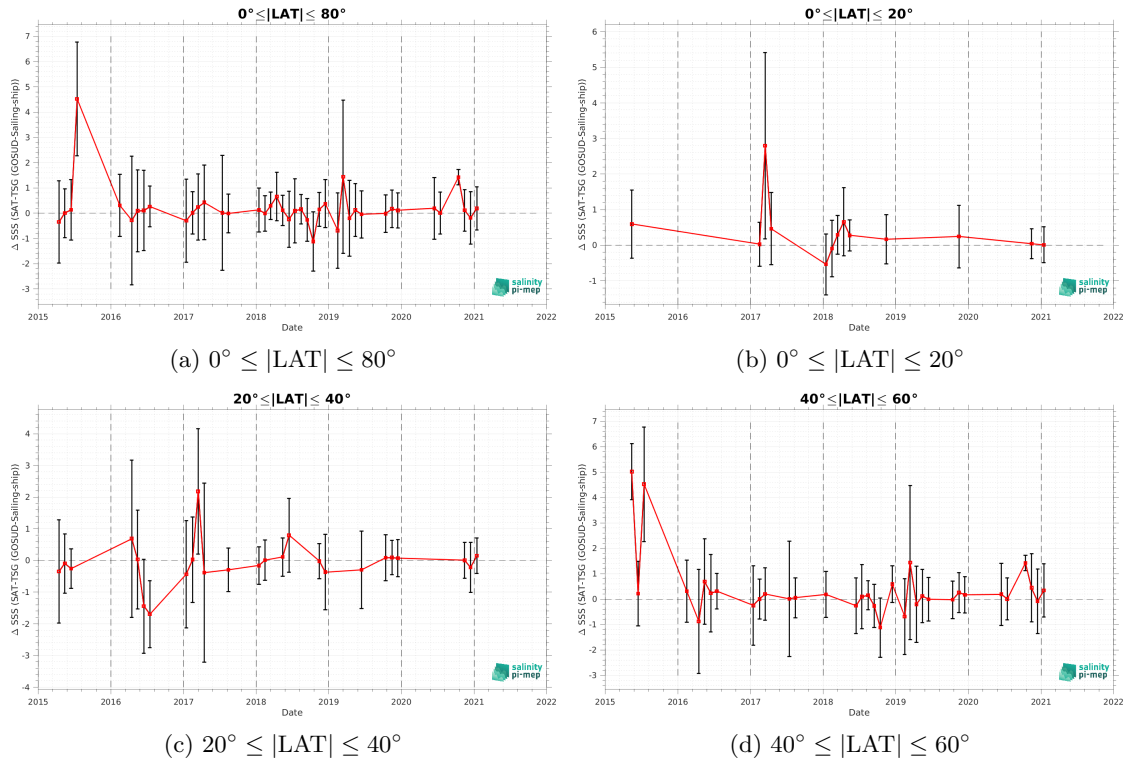 0°≤|LAT|≤ 80°
Δ SSS (SAT-TSG (GOSUD-Sailing-ship))
7
6
5
4
3
2
1
0
-1
-2
-3
2015 2016 2017 2018 2019 2020 2021 2022
Date
salinity
pi-mep
(a) 0° ≤ |LAT| ≤ 80°
0°≤|LAT|≤ 20°
Δ SSS (SAT-TSG (GOSUD-Sailing-ship))
6
5
4
3
2
1
0
-1
2015 2016 2017 2018 2019 2020 2021 2022
Date
salinity
pi-mep
(b) 0° ≤ |LAT| ≤ 20°
20°≤|LAT|≤ 40°
Δ SSS (SAT-TSG (GOSUD-Sailing-ship))
4
3
2
1
0
-1
-2
-3
-4
2015 2016 2017 2018 2019 2020 2021 2022
Date
salinity
pi-mep
(c) 20° ≤ |LAT| ≤ 40°
40°≤|LAT|≤ 60°
Δ SSS (SAT-TSG (GOSUD-Sailing-ship))
7
6
5
4
3
2
1
0
-1
-2
-3
2015 2016 2017 2018 2019 2020 2021 2022
Date
salinity
pi-mep
(d) 40° ≤ |LAT| ≤ 60°